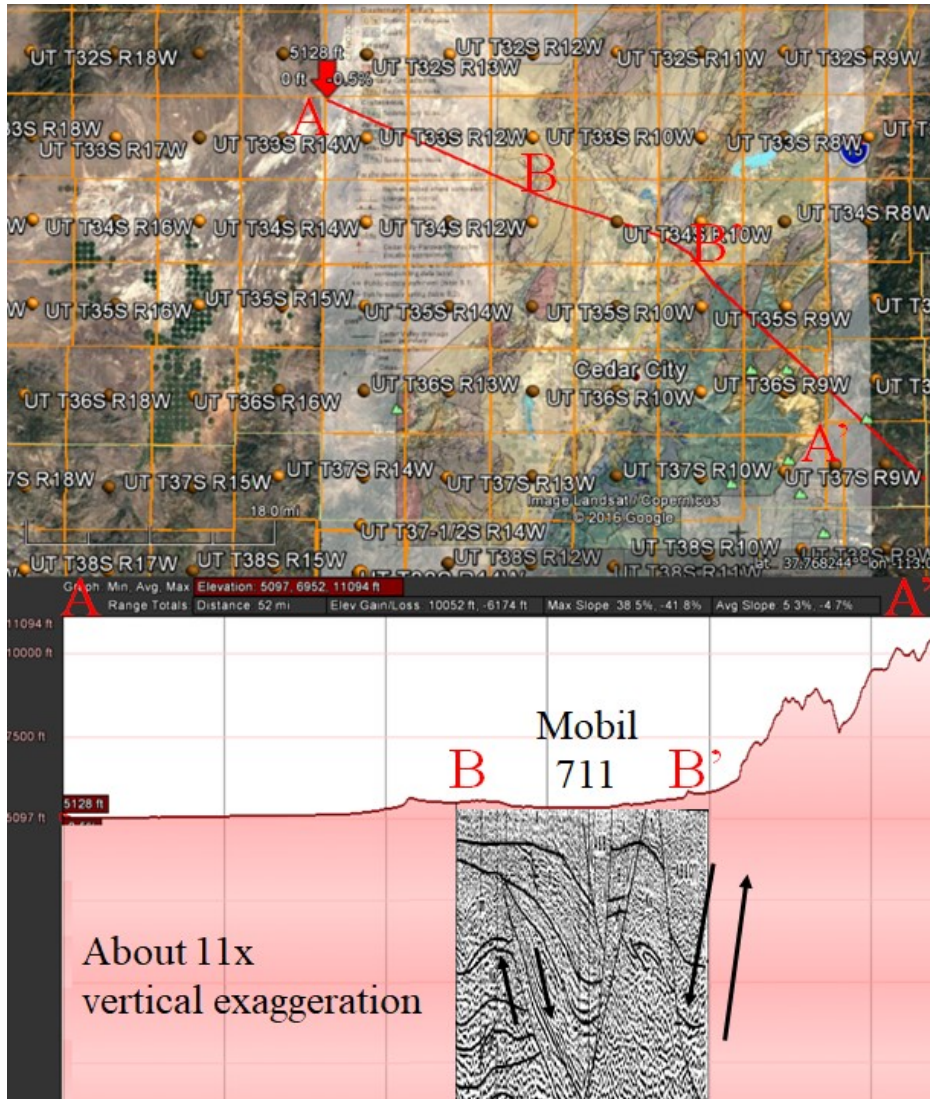 UT T32S R18W
5128 ft
UT T32S R12W
UT T32S R11W
UT T32S R9W
0 ft -0.5%
UT T32S R13W
A
33S R18W
UT T33S R17W
UT T33S R14W
UT T33S R12W
UT T33S R10W
UT T33S R8W
15
B
UT T34S R16W
UT T34S R14W
UT T34S R12W
UT T34S R10W
UT T34S R8W
B'
UT T35S R16W
UT T35S R15W
UT T35S R14W
UT T35S R10W
UT T35S R9W
Cedar City
UT T36S R18W
UT T36S R16W
UT T36S R13W
UT T36S R10W
UT T36S R9W
A'
T37S R18W
UT T37S R15W
UT T37S R14W
UT T37S R13W
UT T37S R10W
UT T37S R9W
Image Landsat / Copernicus
© 2016 Google
18.0 mi
UT T37-1/2S R14W
UT T38S R17W
UT T38S R15W
UT T38S R12W
UT T38S R10W
UT T38S R9W
UT T38S R11W
lat 37.768244° lon -113.0
Graph: Min, Avg, Max Elevation: 5097, 6952, 11094 ft
A
A'
Range Totals: Distance: 52 mi Elev Gain/Loss: 10052 ft, -6174 ft Max Slope: 38.5%, -41.8% Avg Slope: 5.3%, -4.7%
11094 ft
10000 ft
7500 ft
Mobil
711
B
B'
5128 ft
5097 ft
About 11x
vertical exaggeration